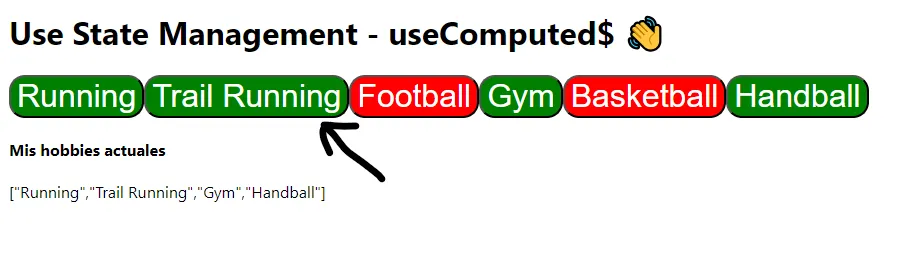 Use State Management - useComputed$ 👋
Running Trail Running Football Gym Basketball Handball
Mis hobbies actuales
["Running","Trail Running","Gym","Handball"]